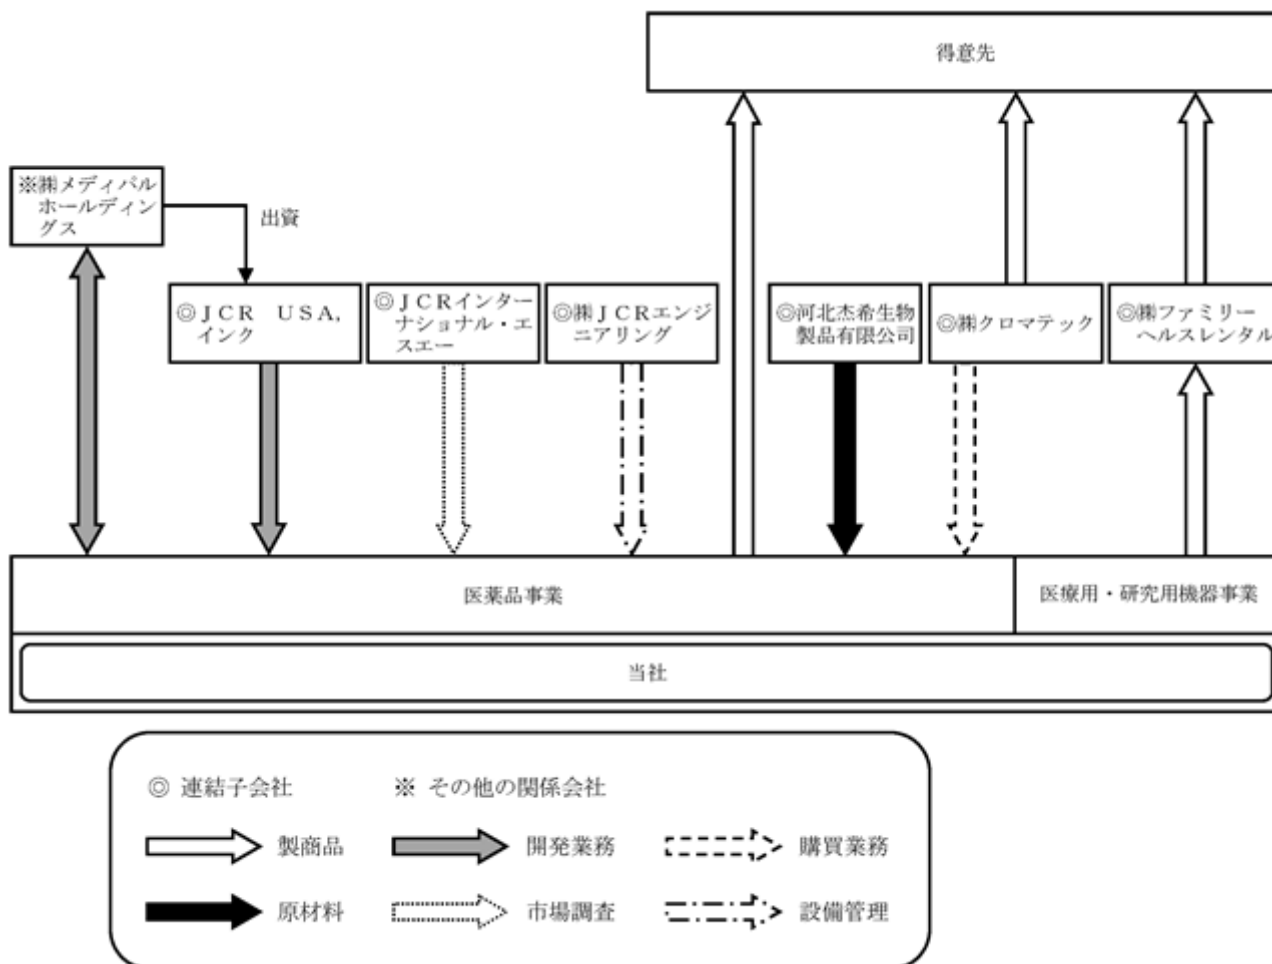 得意先
※㈱メディパル
ホールディン
グス
出資
◎ＪＣＲ　ＵＳＡ，
インク
◎ＪＣＲインター
ナショナル・エ
スエー
◎㈱ＪＣＲエンジ
ニアリング
◎河北杰希生物
製品有限公司
◎㈱クロマテック
◎㈱ファミリー
ヘルスレンタル
医薬品事業
医療用・研究用機器事業
当社
◎ 連結子会社
※ その他の関係会社
製商品
開発業務
購買業務
原材料
市場調査
設備管理